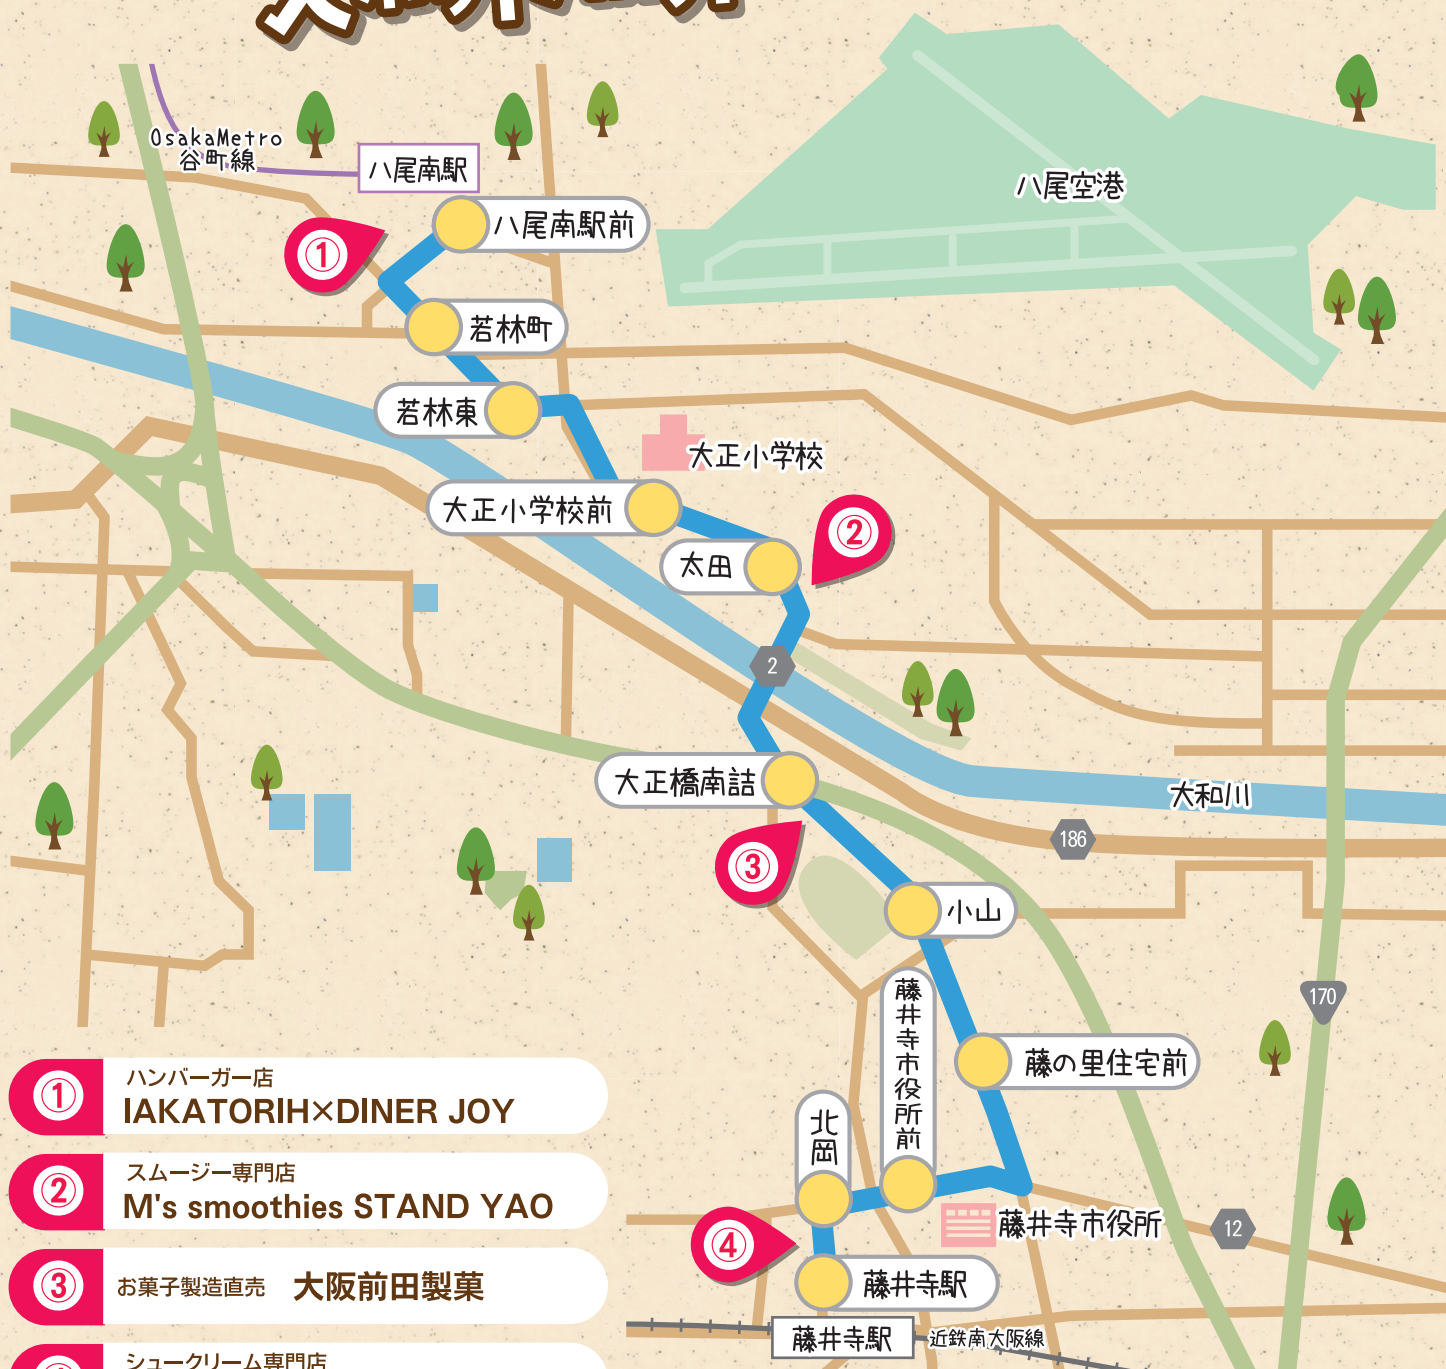 OsakaMetro
谷町線
八尾南駅
八尾空港
①
八尾南駅前
若林町
若林東
大正小学校
大正小学校前
②
太田
2
大正橋南詰
大和川
186
③
小山
170
藤井寺市役所前
藤の里住宅前
北岡
藤井寺市役所
12
④
藤井寺駅
藤井寺駅
近鉄南大阪線
①
ハンバーガー店
IAKATORIH×DINER JOY
②
スムージー専門店
M's smoothies STAND YAO
③
お菓子製造直売 大阪前田製菓
シュークリーム専門店